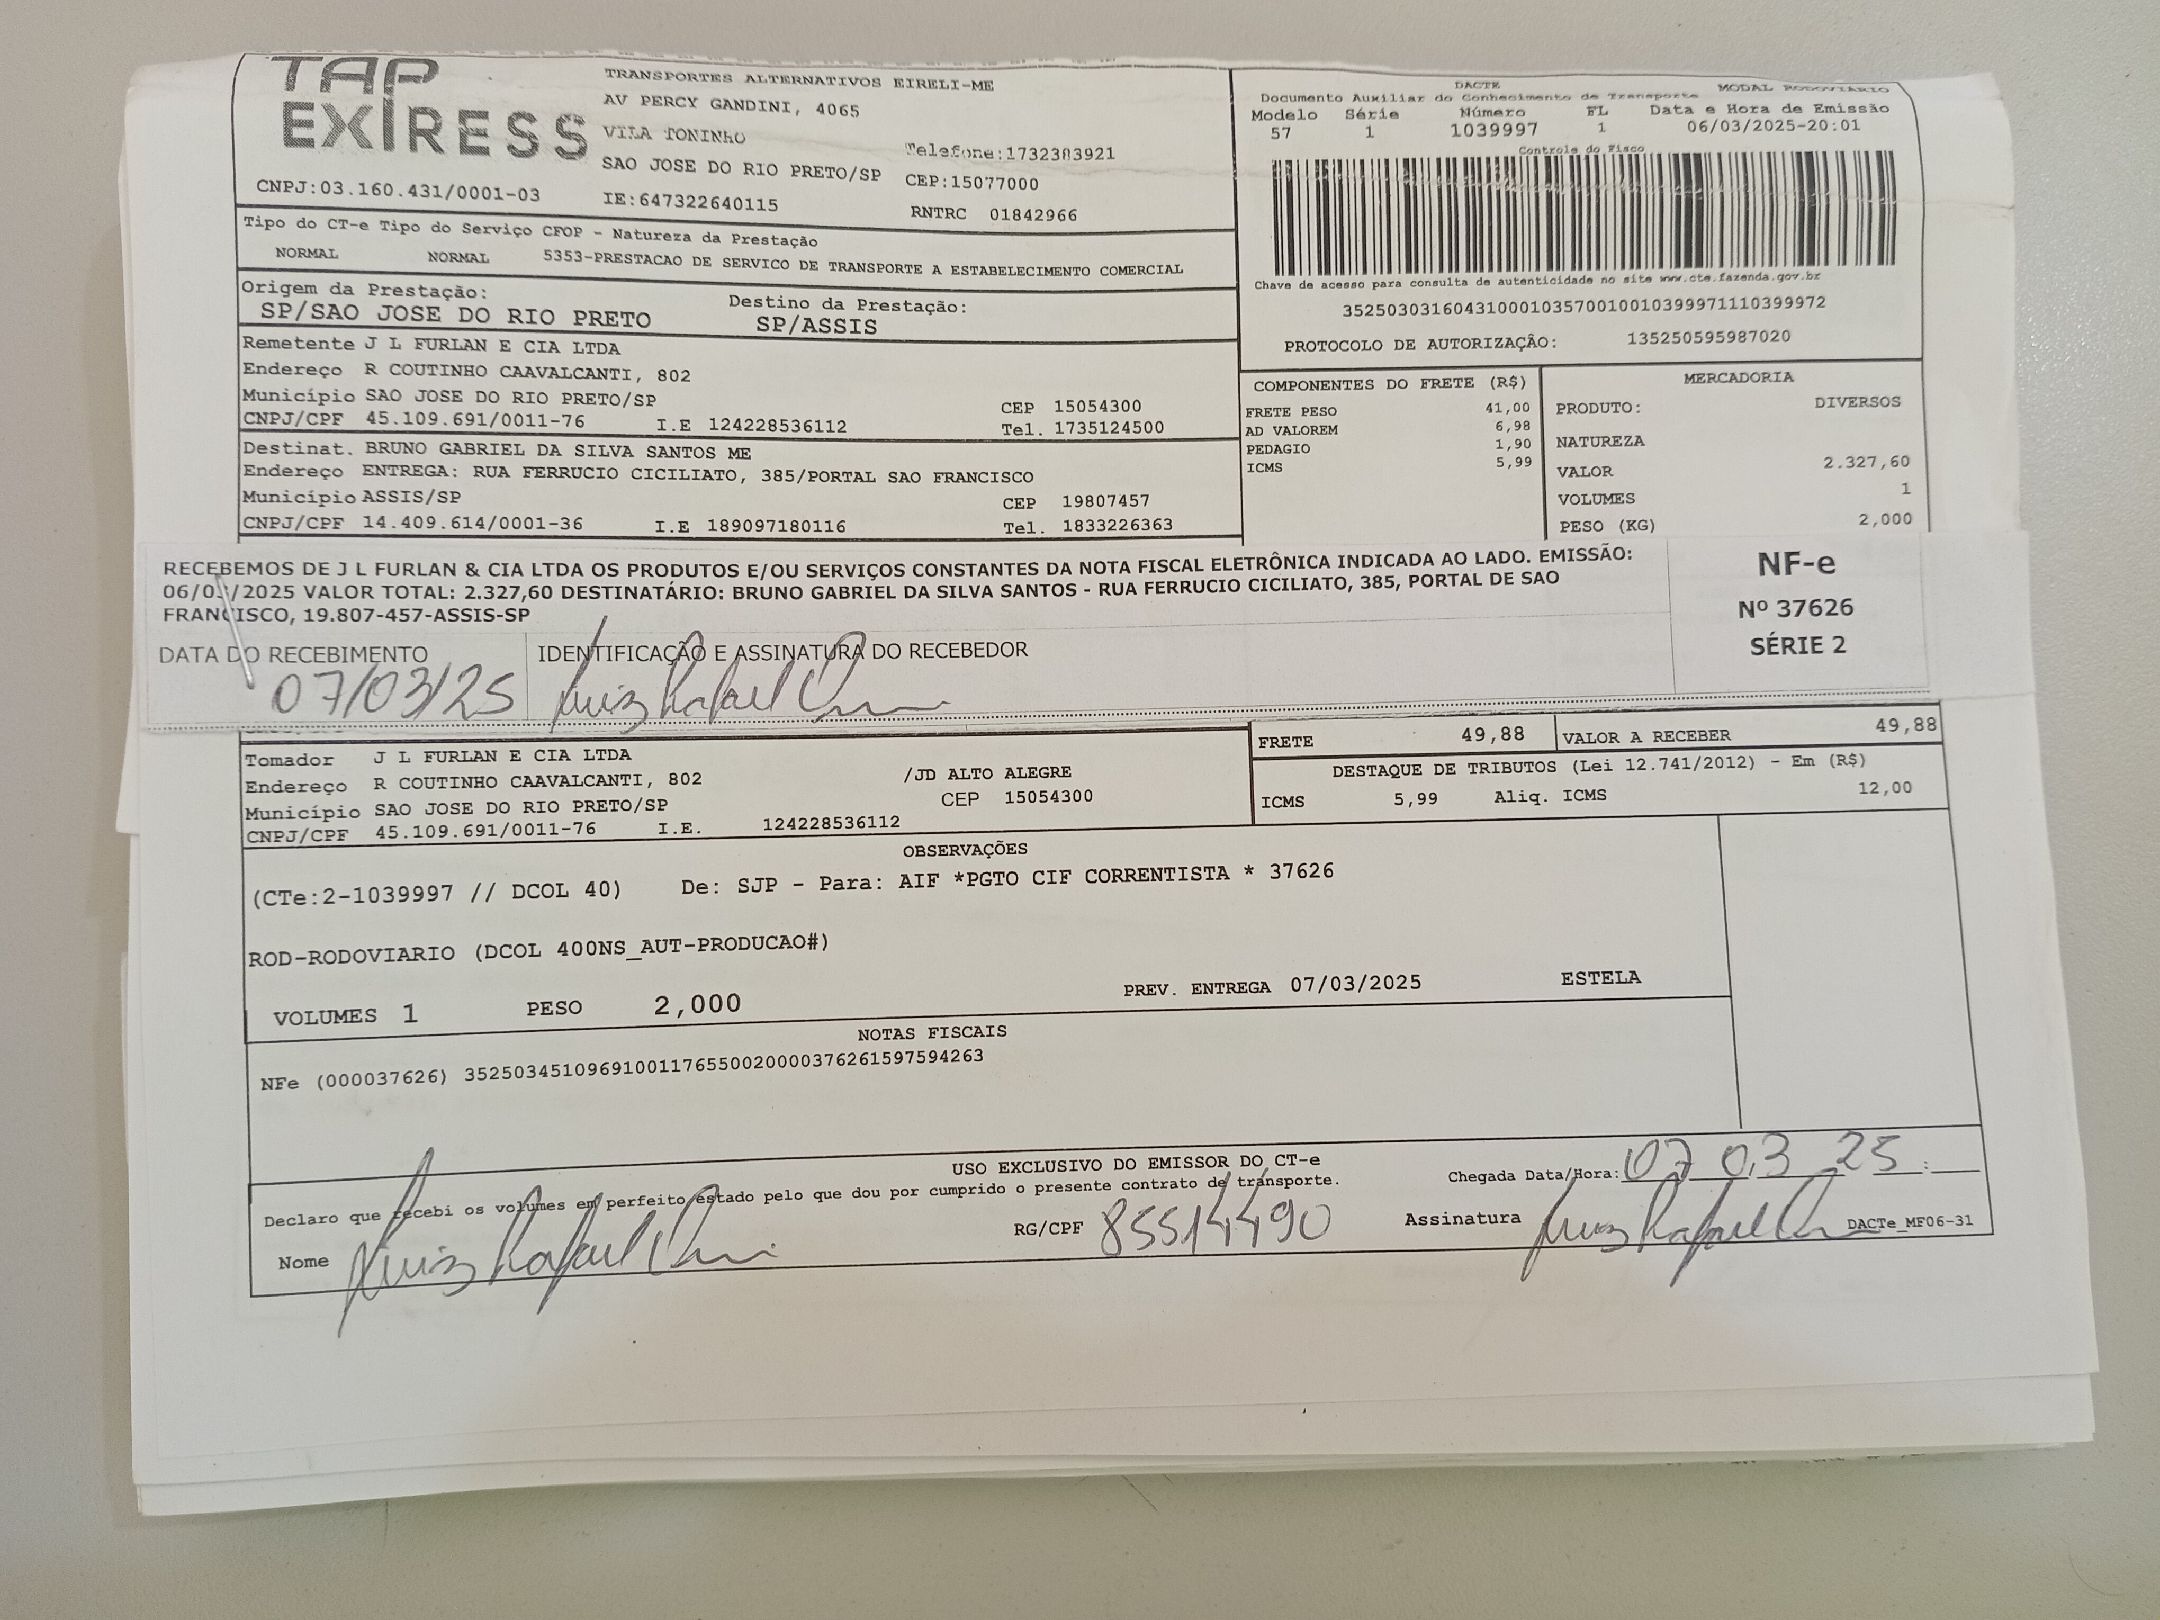 TAP
EXPRESS
TRANSPORTES ALTERNATIVOS EIRELI-ME
AV PERCY GANDINI, 4065
VILA TONINHO
SAO JOSE DO RIO PRETO/SP
Telefone:1732383921
CEP:15077000
CNPJ:03.160.431/0001-03
IE:647322640115
RNTRC 01842966
DACTE
MODAL RODOVIÁRIO
Documento Auxiliar do Conhecimento de Transporte
Modelo Série Número FL Data e Hora de Emissão
57 1 1039997 1 06/03/2025-20:01
Controle do Fisco
Chave de acesso para consulta de autenticidade no site www.cte.fazenda.gov.br
35250303160431000103570010010399971110399972
PROTOCOLO DE AUTORIZAÇÃO: 135250595987020
Tipo do CT-e Tipo do Serviço CFOP - Natureza da Prestação
NORMAL NORMAL 5353-PRESTACAO DE SERVICO DE TRANSPORTE A ESTABELECIMENTO COMERCIAL
Origem da Prestação: Destino da Prestação:
SP/SAO JOSE DO RIO PRETO SP/ASSIS
Remetente J L FURLAN E CIA LTDA
Endereço R COUTINHO CAAVALCANTI, 802
Município SAO JOSE DO RIO PRETO/SP CEP 15054300
CNPJ/CPF 45.109.691/0011-76 I.E 124228536112 Tel. 1735124500
Destinat. BRUNO GABRIEL DA SILVA SANTOS ME
Endereço ENTREGA: RUA FERRUCIO CICILIATO, 385/PORTAL SAO FRANCISCO
Município ASSIS/SP CEP 19807457
CNPJ/CPF 14.409.614/0001-36 I.E 189097180116 Tel. 1833226363
COMPONENTES DO FRETE (R$)
FRETE PESO 41,00
AD VALOREM 6,98
PEDAGIO 1,90
ICMS 5,99
MERCADORIA
PRODUTO: DIVERSOS
NATUREZA
VALOR 2.327,60
VOLUMES 1
PESO (KG) 2,000
RECEBEMOS DE J L FURLAN & CIA LTDA OS PRODUTOS E/OU SERVIÇOS CONSTANTES DA NOTA FISCAL ELETRÔNICA INDICADA AO LADO. EMISSÃO:
06/03/2025 VALOR TOTAL: 2.327,60 DESTINATÁRIO: BRUNO GABRIEL DA SILVA SANTOS - RUA FERRUCIO CICILIATO, 385, PORTAL DE SAO
FRANCISCO, 19.807-457-ASSIS-SP
DATA DO RECEBIMENTO IDENTIFICAÇÃO E ASSINATURA DO RECEBEDOR
07/03/25 Luiz Rafael
NF-e
Nº 37626
SÉRIE 2
FRETE 49,88 VALOR A RECEBER 49,88
DESTAQUE DE TRIBUTOS (Lei 12.741/2012) - Em (R$)
ICMS 5,99 Aliq. ICMS 12,00
Tomador J L FURLAN E CIA LTDA
Endereço R COUTINHO CAAVALCANTI, 802 /JD ALTO ALEGRE
Município SAO JOSE DO RIO PRETO/SP CEP 15054300
CNPJ/CPF 45.109.691/0011-76 I.E. 124228536112
OBSERVAÇÕES
(CTe:2-1039997 // DCOL 40) De: SJP - Para: AIF *PGTO CIF CORRENTISTA * 37626
ROD-RODOVIARIO (DCOL 400NS_AUT-PRODUCAO#)
VOLUMES 1 PESO 2,000 PREV. ENTREGA 07/03/2025 ESTELA
NOTAS FISCAIS
NFe (000037626) 35250345109691001176550020000376261597594263
USO EXCLUSIVO DO EMISSOR DO CT-e
Declaro que recebi os volumes em perfeito estado pelo que dou por cumprido o presente contrato de transporte.
Chegada Data/Hora: 07 03 25 :
Nome Luiz Rafael RG/CPF 85514490 Assinatura Luiz Rafael DACTe_MF06-31